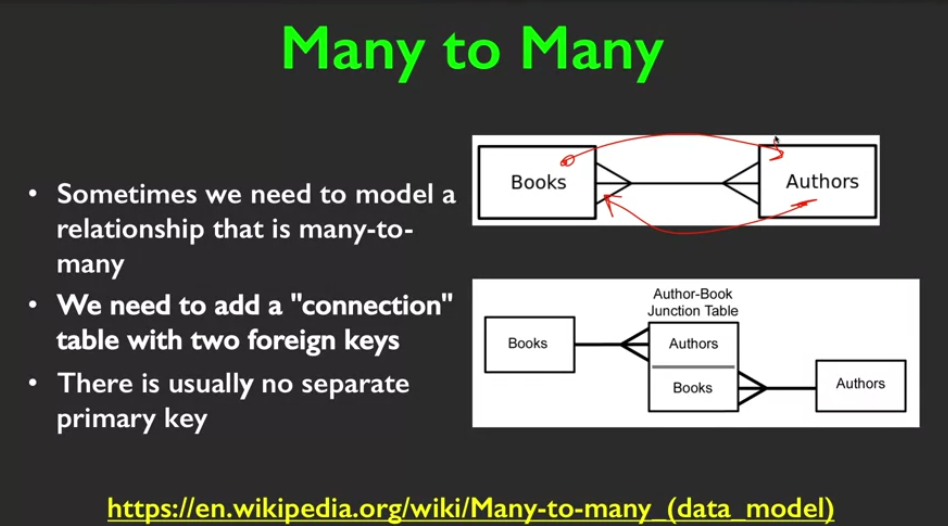 Many to Many
• Sometimes we need to model a
relationship that is many-to-
many
• We need to add a "connection"
table with two foreign keys
• There is usually no separate
primary key
Books
Authors
Author-Book
Junction Table
Books
Authors
Books
Authors
https://en.wikipedia.org/wiki/Many-to-many_(data_model)